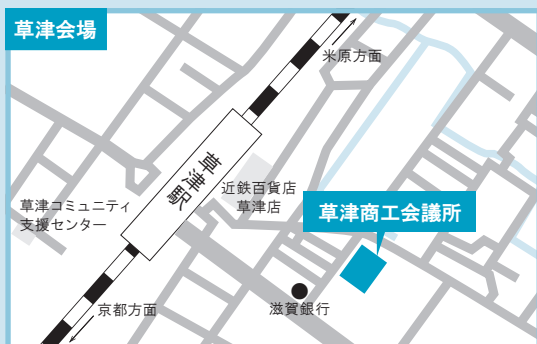 草津会場
米原方面
草津駅
近鉄百貨店
草津店
草津コミュニティ
支援センター
草津商工会議所
滋賀銀行
京都方面